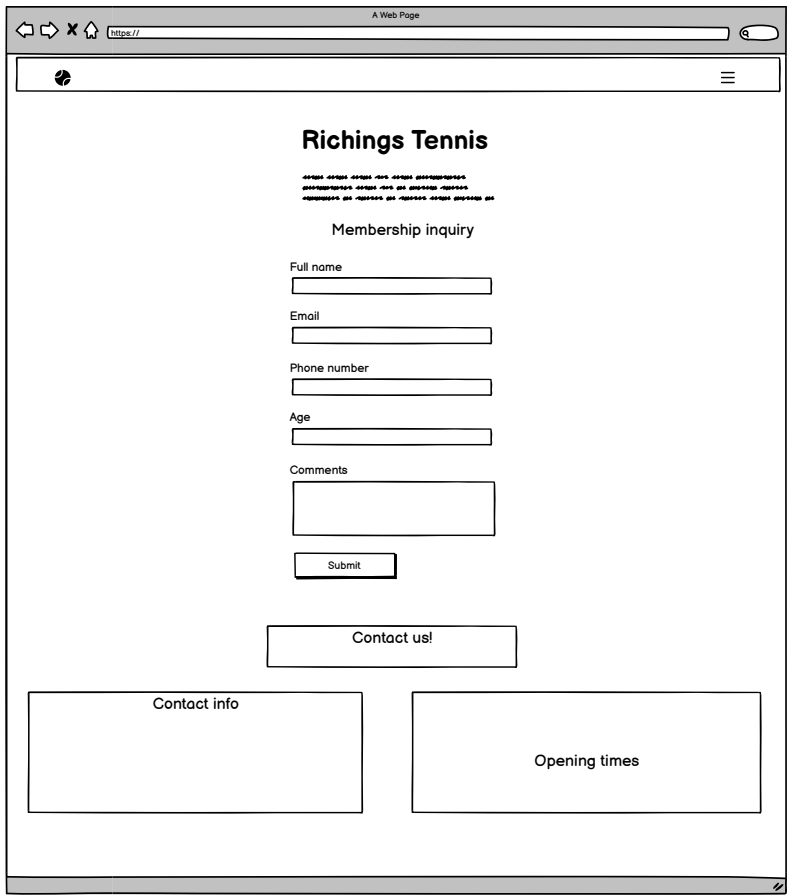 A Web Page
https://
Richings Tennis
Membership inquiry
Full name
Email
Phone number
Age
Comments
Submit
Contact us!
Contact info
Opening times